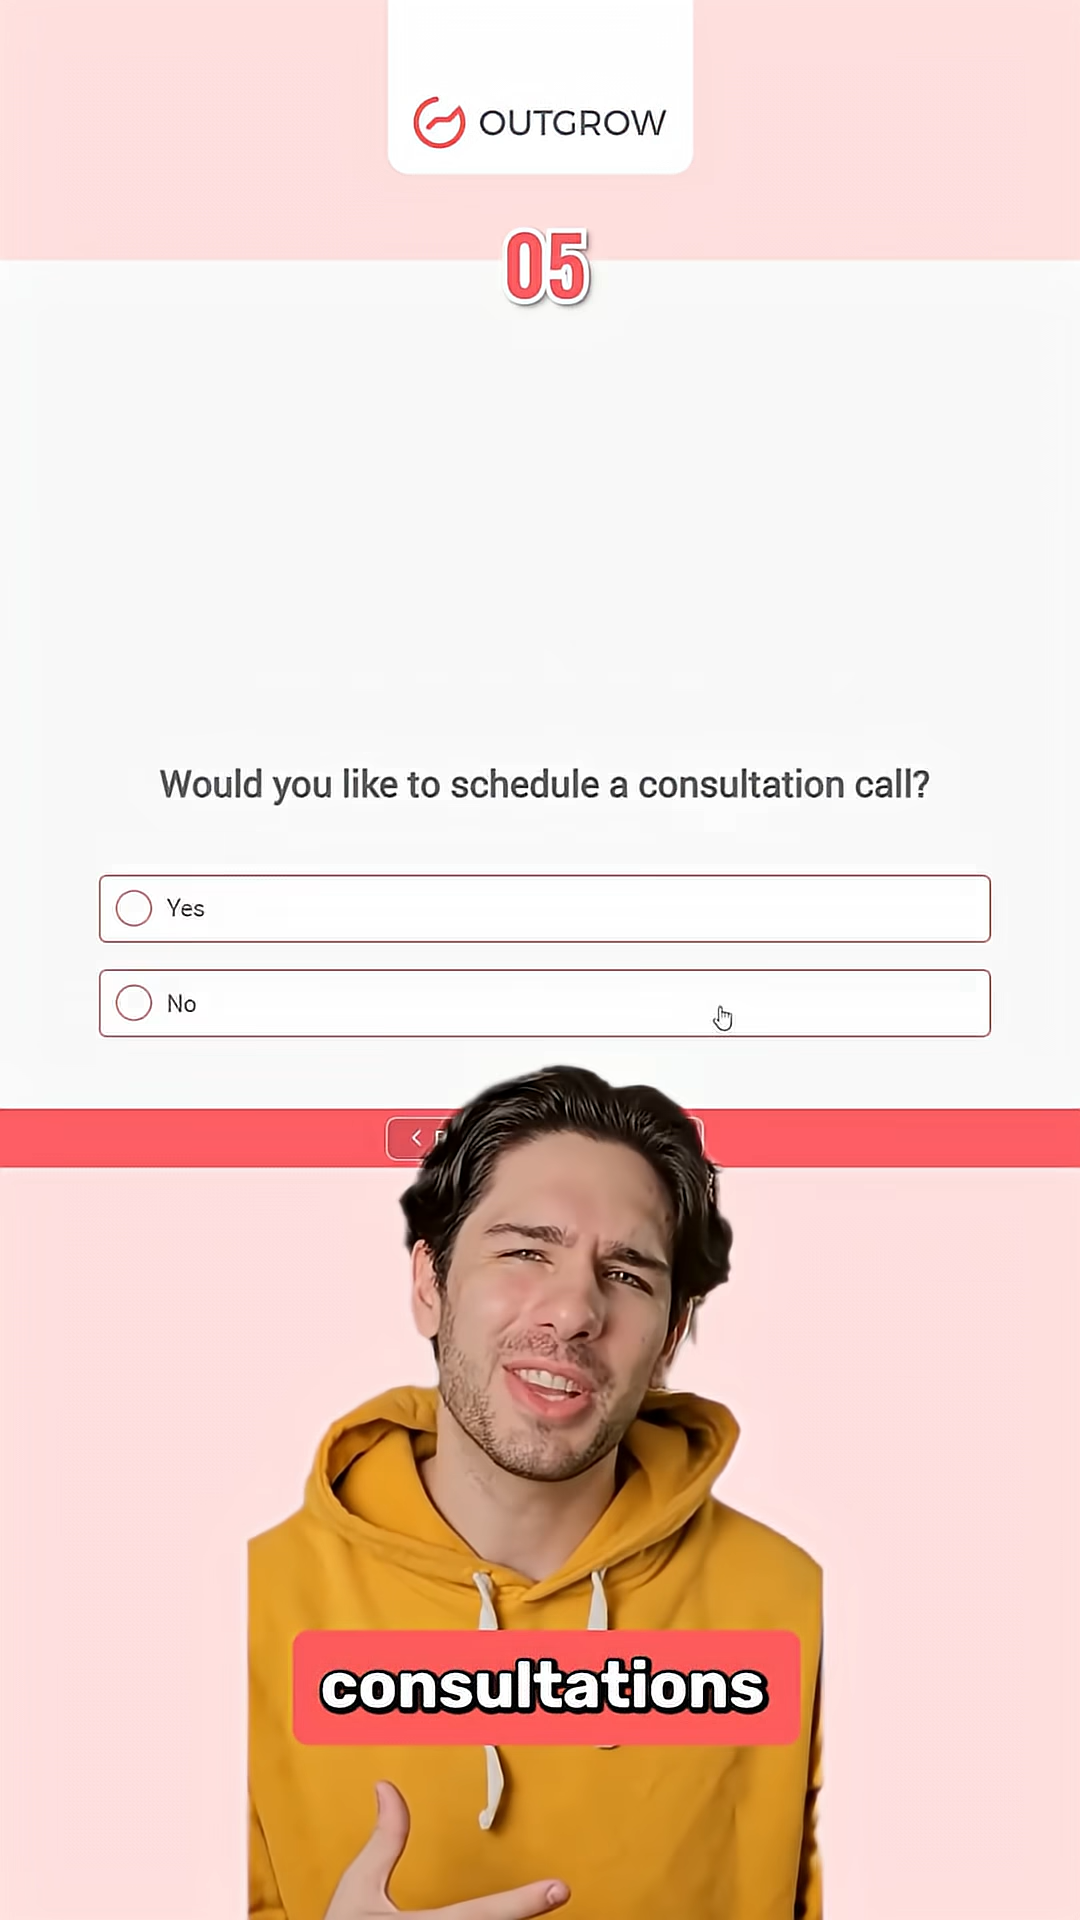 OUTGROW
05
Would you like to schedule a consultation call?
Yes
No
consultations